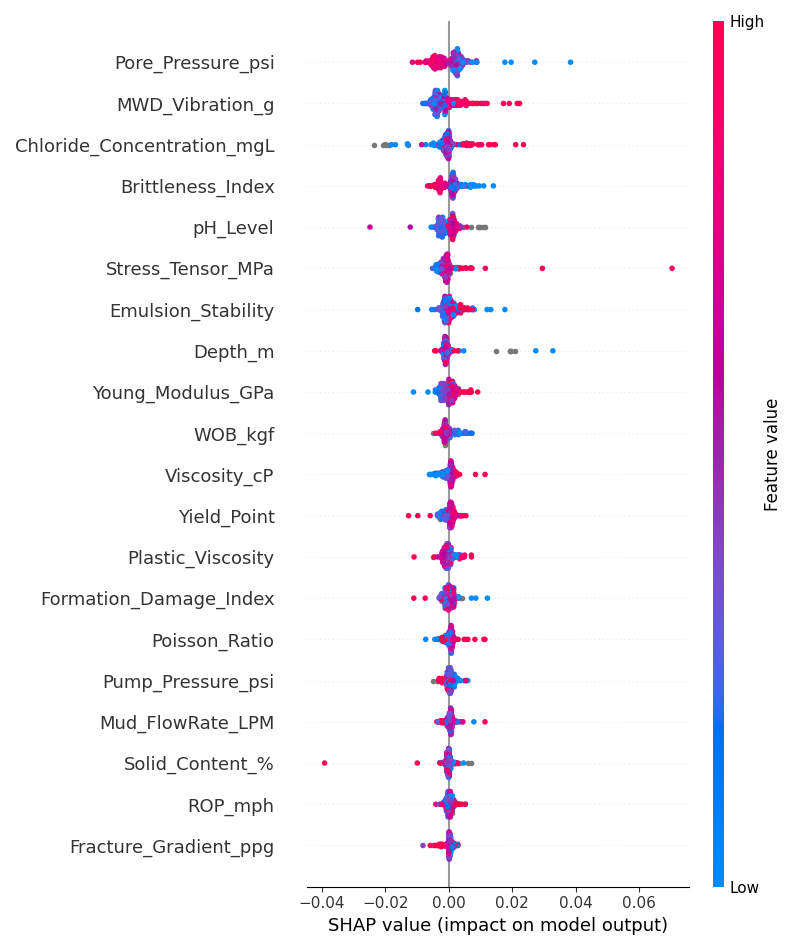 High
Pore_Pressure_psi
MWD_Vibration_g
Chloride_Concentration_mgL
Brittleness_Index
pH_Level
Stress_Tensor_MPa
Emulsion_Stability
Depth_m
Young_Modulus_GPa
WOB_kgf
Viscosity_cP
Yield_Point
Plastic_Viscosity
Formation_Damage_Index
Poisson_Ratio
Pump_Pressure_psi
Mud_FlowRate_LPM
Solid_Content_%
ROP_mph
Fracture_Gradient_ppg
Feature value
Low
−0.04 −0.02 0.00 0.02 0.04 0.06
SHAP value (impact on model output)